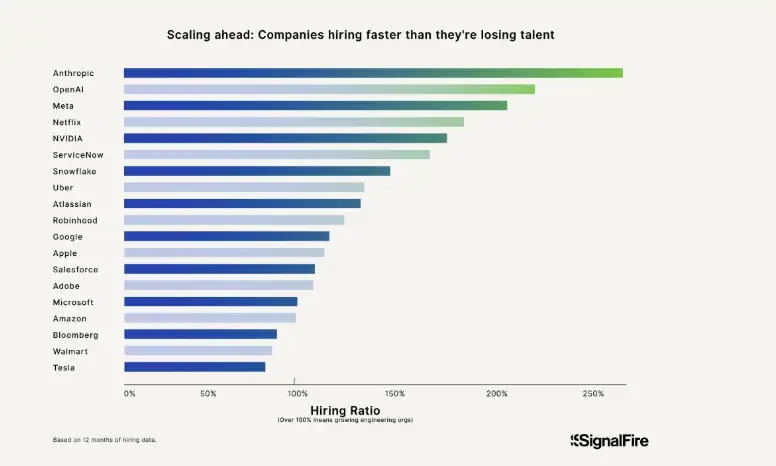 Scaling ahead: Companies hiring faster than they're losing talent
Anthropic
OpenAI
Meta
Netflix
NVIDIA
ServiceNow
Snowflake
Uber
Atlassian
Robinhood
Google
Apple
Salesforce
Adobe
Microsoft
Amazon
Bloomberg
Walmart
Tesla
0% 50% 100% 150% 200% 250%
Hiring Ratio
(Over 100% means growing engineering orgs)
Based on 12 months of hiring data.
SignalFire